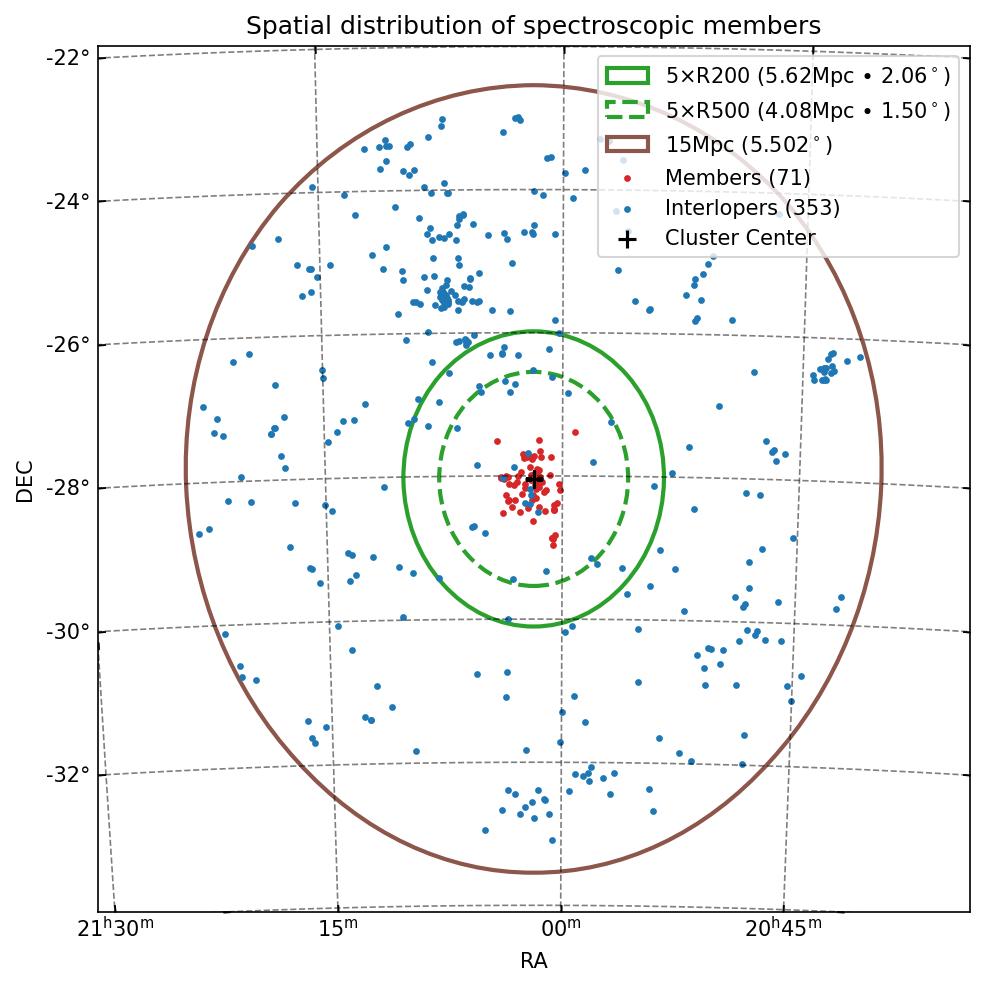 Spatial distribution of spectroscopic members
5×R200 (5.62Mpc • 2.06°)
5×R500 (4.08Mpc • 1.50°)
15Mpc (5.502°)
Members (71)
Interlopers (353)
Cluster Center
-22°
-24°
-26°
-28°
-30°
-32°
DEC
21ʰ30ᵐ 15ᵐ 00ᵐ 20ʰ45ᵐ
RA